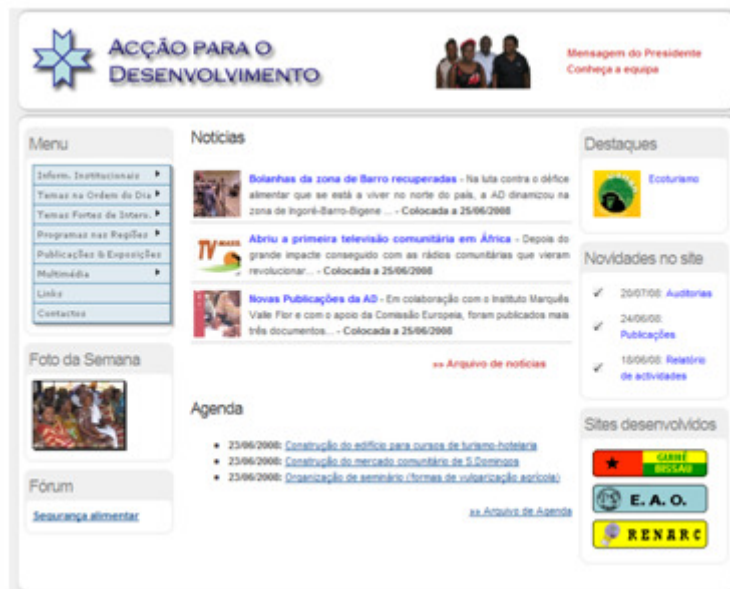 ACÇÃO PARA O
DESENVOLVIMENTO
Mensagem do Presidente
Conheça a equipa
Menu
Inform. Institucionais
Temas na Ordem do Dia
Temas Fortes de Interv.
Programas nas Regiões
Publicações & Exposições
Multimédia
Links
Contactos
Foto da Semana
Fórum
Segurança alimentar
Notícias
Bolanhas da zona de Barro recuperadas - Na luta contra o défice
alimentar que se está a viver no norte do país, a AD dinamizou na
zona de Ingoré-Barro-Bigene ... - Colocada a 25/06/2008
Abriu a primeira televisão comunitária em África - Depois do
grande impacte conseguido com as rádios comunitárias que vieram
revolucionar... - Colocada a 25/06/2008
TV
Novas Publicações da AD - Em colaboração com o Instituto Marquês
Valle Flor e com o apoio da Comissão Europeia, foram publicados mais
três documentos... - Colocada a 25/06/2008
»» Arquivo de notícias
Agenda
23/06/2008: Construção do edifício para cursos de turismo-hotelaria
23/06/2008: Construção do mercado comunitário de S.Domingos
23/06/2008: Organização de seminário (formas de vulgarização agrícola)
»» Arquivo de Agenda
Destaques
Ecoturismo
Novidades no site
20/07/08: Auditorias
24/06/08:
Publicações
18/06/08: Relatório
de actividades
Sites desenvolvidos
GUINÉ
BISSAU
E. A. O.
RENARC